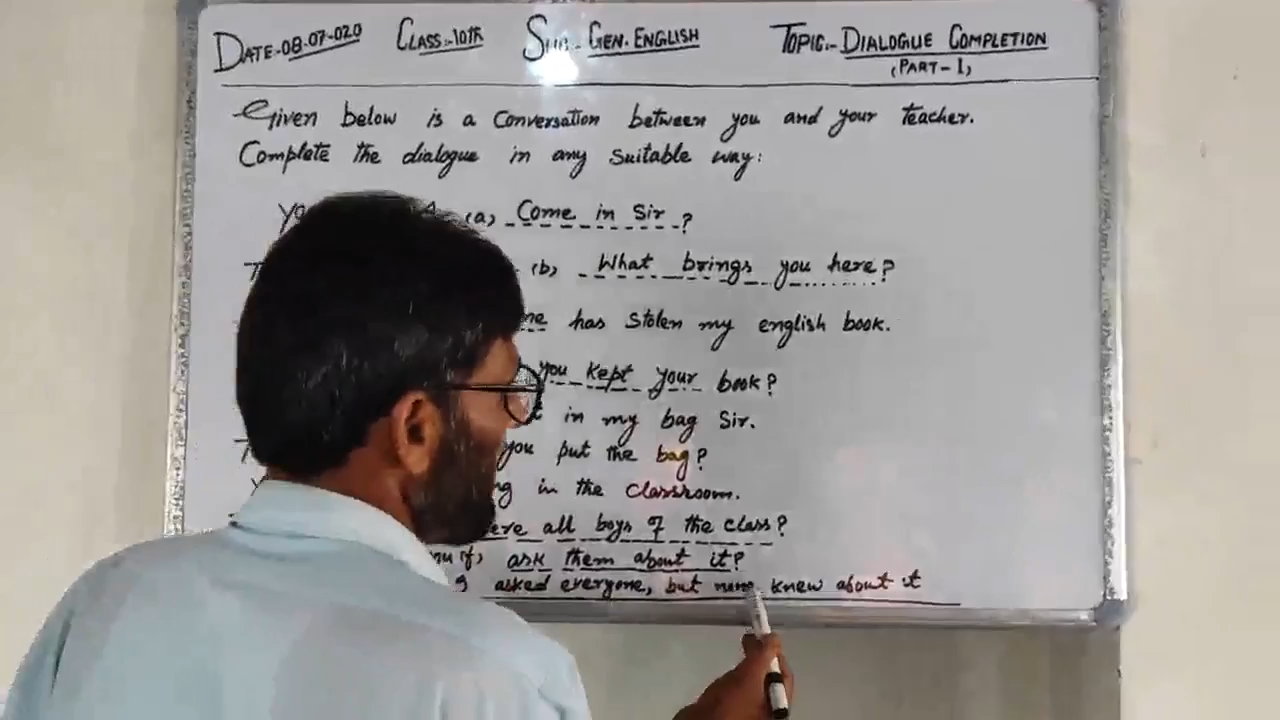 DATE-08-07-020 CLASS:-10th SUB- GEN. ENGLISH TOPIC:- DIALOGUE COMPLETION
(PART-1)
Given below is a Conversation between you and your teacher.
Complete the dialogue in any suitable way:
(a) Come in Sir ?
(b) What brings you here?
has stolen my english book.
you kept your book?
in my bag Sir.
you put the bag?
in the classroom.
all boys of the class?
ask them about it?
asked everyone, but none knew about it